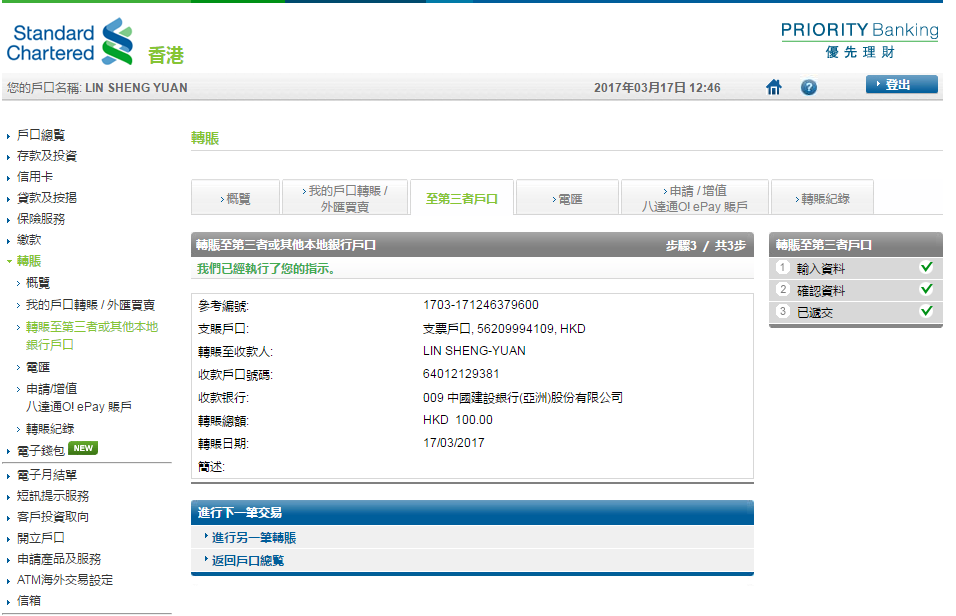 Standard
Chartered
香港
PRIORITY Banking
優先理財
您的戶口名稱: LIN SHENG YUAN
2017年03月17日 12:46
?
登出
戶口總覧
存款及投資
信用卡
貸款及按揭
保險服務
繳款
轉賬
概覽
我的戶口轉賬 / 外匯買賣
轉賬至第三者或其他本地
銀行戶口
電匯
申請/增值
八達通O! ePay 賬戶
轉賬紀錄
電子錢包 NEW
電子月結單
短訊提示服務
客戶投資取向
開立戶口
申請產品及服務
ATM海外交易設定
信箱
轉賬
概覽
我的戶口轉賬 /
外匯買賣
至第三者戶口
電匯
申請 / 增值
八達通O! ePay 賬戶
轉賬紀錄
轉賬至第三者或其他本地銀行戶口 步驟3 / 共3步
我們已經執行了您的指示。
參考編號: 1703-171246379600
支賬戶口: 支票戶口, 56209994109, HKD
轉賬至收款人: LIN SHENG-YUAN
收款戶口號碼: 64012129381
收款銀行: 009 中國建設銀行(亞洲)股份有限公司
轉賬總額: HKD 100.00
轉賬日期: 17/03/2017
簡述:
進行下一筆交易
進行另一筆轉賬
返回戶口總覧
轉賬至第三者戶口
1 輸入資料
2 確認資料
3 已遞交